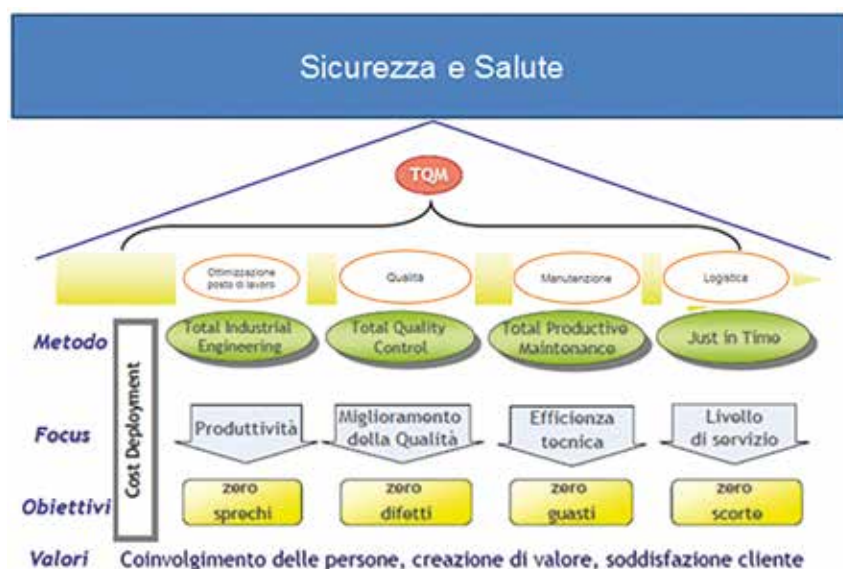 Sicurezza e Salute
TQM
Ottimizzazione
posto di lavoro
Qualità
Manutenzione
Logistica
Metodo
Total Industrial
Engineering
Total Quality
Control
Total Productive
Maintenance
Just in Time
Cost Deployment
Focus
Produttività
Miglioramento
della Qualità
Efficienza
tecnica
Livello
di servizio
Obiettivi
zero
sprechi
zero
difetti
zero
guasti
zero
scorte
Valori Coinvolgimento delle persone, creazione di valore, soddisfazione cliente